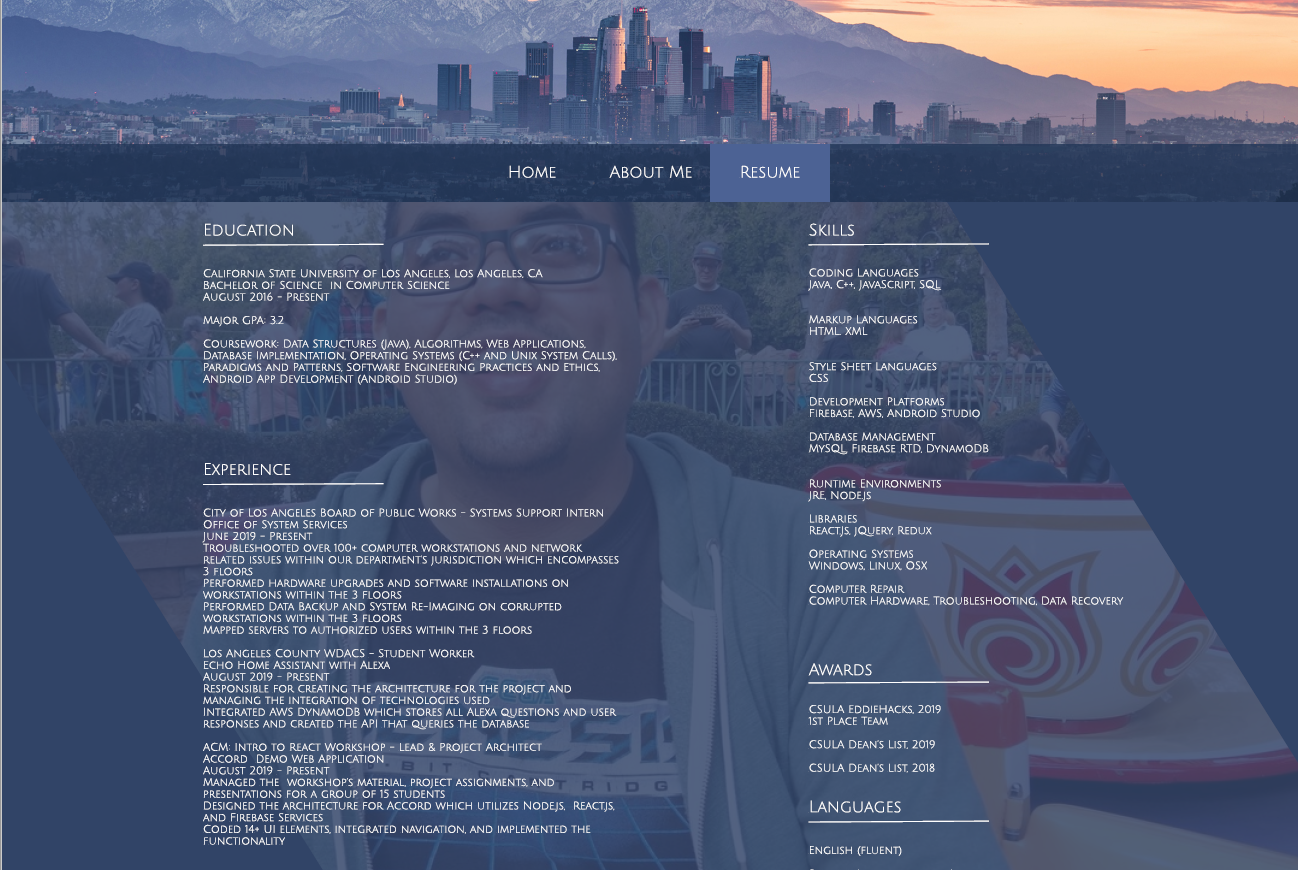 Home
About Me
Resume
Education
California State University of Los Angeles, Los Angeles, CA
Bachelor of Science in Computer Science
August 2016 - Present
Major GPA: 3.2
Coursework: Data Structures (Java), Algorithms, Web Applications,
Database Implementation, Operating Systems (C++ and Unix System Calls),
Paradigms and Patterns, Software Engineering Practices and Ethics,
Android App Development (Android Studio)
Experience
City of Los Angeles Board of Public Works - Systems Support Intern
Office of System Services
June 2019 - Present
Troubleshooted over 100+ computer workstations and network
related issues within our department's jurisdiction which encompasses
3 floors
Performed hardware upgrades and software installations on
workstations within the 3 floors
Performed Data Backup and System Re-Imaging on corrupted
workstations within the 3 floors
Mapped servers to authorized users within the 3 floors
Los Angeles County WDACS - Student Worker
Echo Home Assistant with Alexa
August 2019 - Present
Responsible for creating the architecture for the project and
managing the integration of technologies used
Integrated AWS DynamoDB which stores all Alexa questions and user
responses and created the API that queries the database
ACM: Intro to React Workshop - Lead & Project Architect
Accord Demo Web Application
August 2019 - Present
Managed the workshop's material, project assignments, and
presentations for a group of 15 students
Designed the architecture for Accord which utilizes NodeJS, ReactJS,
and Firebase Services
Coded 14+ UI elements, integrated navigation, and implemented the
functionality
Skills
Coding Languages
Java, C++, JavaScript, SQL
Markup Languages
HTML, XML
Style Sheet Languages
CSS
Development Platforms
Firebase, AWS, Android Studio
Database Management
MySQL, Firebase RTD, DynamoDB
Runtime Environments
JRE, Node.js
Libraries
ReactJS, jQuery, Redux
Operating Systems
Windows, Linux, OSX
Computer Repair
Computer Hardware, Troubleshooting, Data Recovery
Awards
CSULA EddieHacks, 2019
1st Place Team
CSULA Dean's List, 2019
CSULA Dean's List, 2018
Languages
English (Fluent)
SEGA